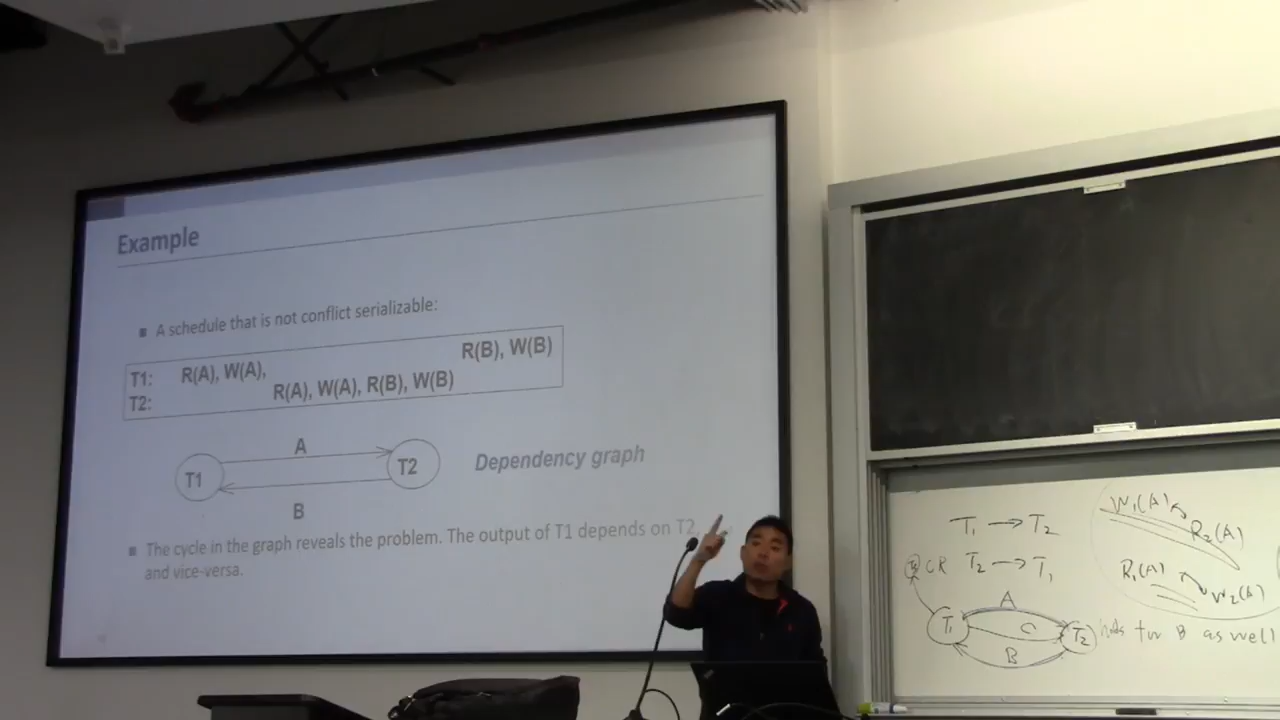 Example
A schedule that is not conflict serializable:
T1: R(A), W(A), R(B), W(B)
T2: R(A), W(A), R(B), W(B)
A
T1 T2
B
Dependency graph
The cycle in the graph reveals the problem. The output of T1 depends on T2,
and vice-versa.
T1 → T2
T2 → T1
W1(A)
R2(A)
R1(A)
W2(A)
A
T1 C T2
B
for B as well